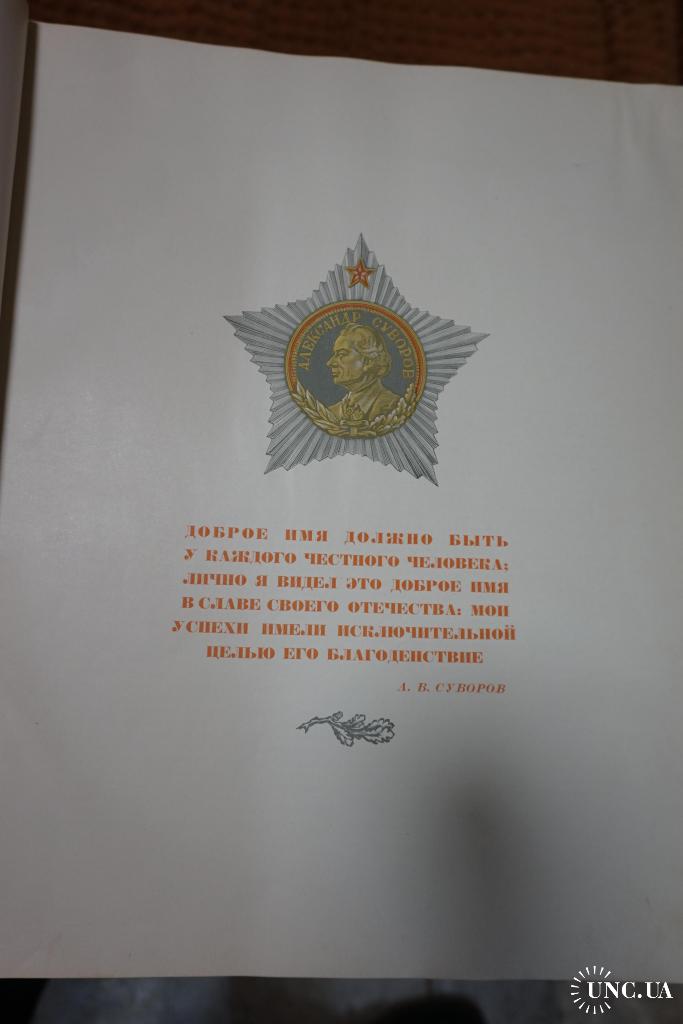 АЛЕКСАНДР СУВОРОВ
ДОБРОЕ ИМЯ ДОЛЖНО БЫТЬ
У КАЖДОГО ЧЕСТНОГО ЧЕЛОВЕКА;
ЛИЧНО Я ВИДЕЛ ЭТО ДОБРОЕ ИМЯ
В СЛАВЕ СВОЕГО ОТЕЧЕСТВА: МОИ
УСПЕХИ ИМЕЛИ ИСКЛЮЧИТЕЛЬНОЙ
ЦЕЛЬЮ ЕГО БЛАГОДЕНСТВИЕ
А. В. СУВОРОВ
UNC.UA